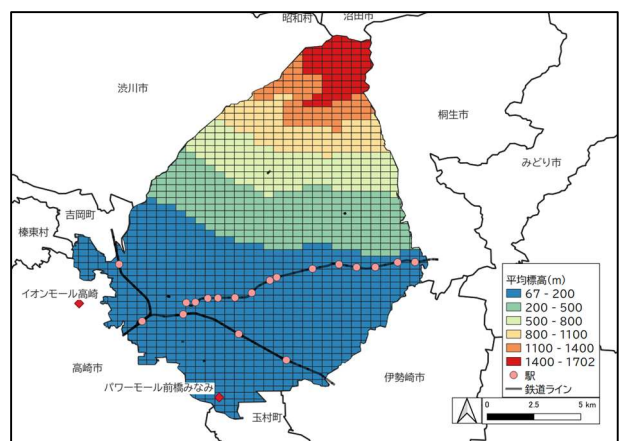 昭和村
沼田市
渋川市
桐生市
みどり市
吉岡町
榛東村
イオンモール高崎
高崎市
パワーモール前橋みなみ
玉村町
伊勢崎市
平均標高(m)
67 - 200
200 - 500
500 - 800
800 - 1100
1100 - 1400
1400 - 1702
駅
鉄道ライン
0 2.5 5 km